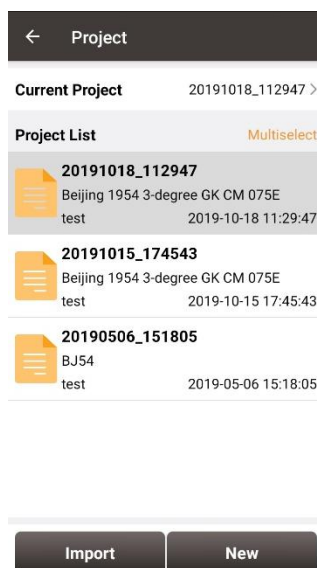 Project
Current Project 20191018_112947 >
Project List Multiselect
20191018_112947
Beijing 1954 3-degree GK CM 075E
test 2019-10-18 11:29:47
20191015_174543
Beijing 1954 3-degree GK CM 075E
test 2019-10-15 17:45:43
20190506_151805
BJ54
test 2019-05-06 15:18:05
Import New